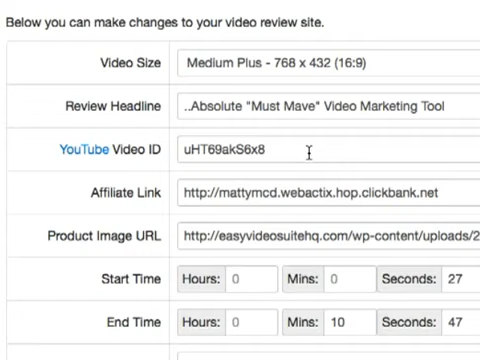 Below you can make changes to your video review site.
Video Size Medium Plus - 768 x 432 (16:9)
Review Headline ..Absolute "Must Mave" Video Marketing Tool
YouTube Video ID uHT69akS6x8
Affiliate Link http://mattymcd.webactix.hop.clickbank.net
Product Image URL http://easyvideosuitehq.com/wp-content/uploads/2
Start Time Hours: 0 Mins: 0 Seconds: 27
End Time Hours: 0 Mins: 10 Seconds: 47